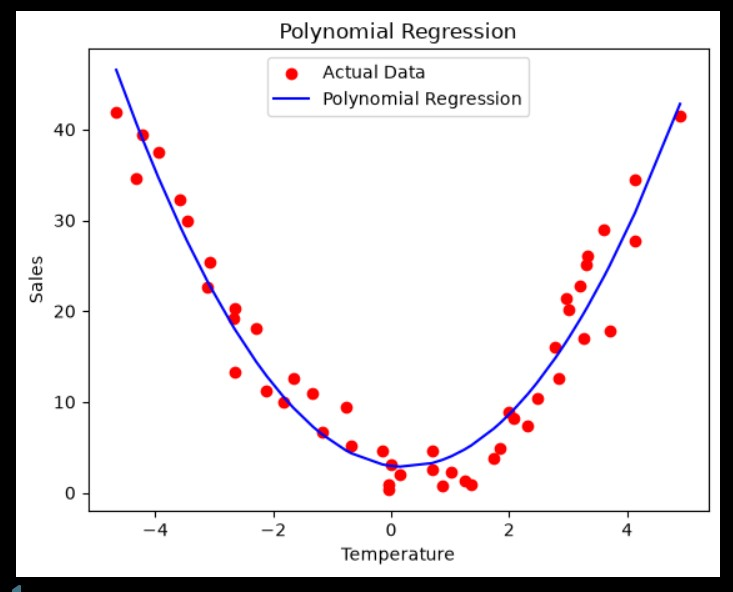 Polynomial Regression
Actual Data
Polynomial Regression
40
30
20
10
0
Sales
−4 −2 0 2 4
Temperature